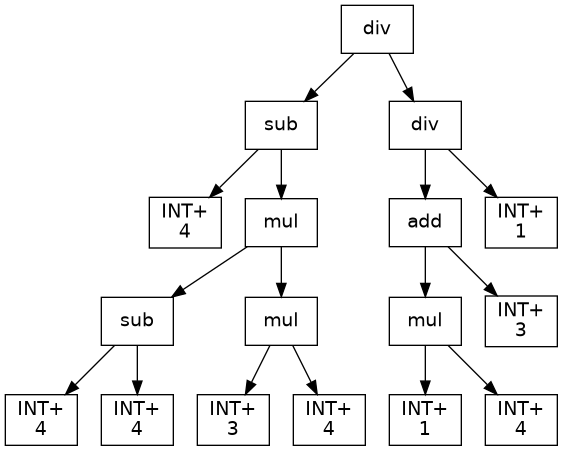 div
sub
div
INT+
4
mul
add
INT+
1
sub
mul
mul
INT+
3
INT+
4
INT+
4
INT+
3
INT+
4
INT+
1
INT+
4